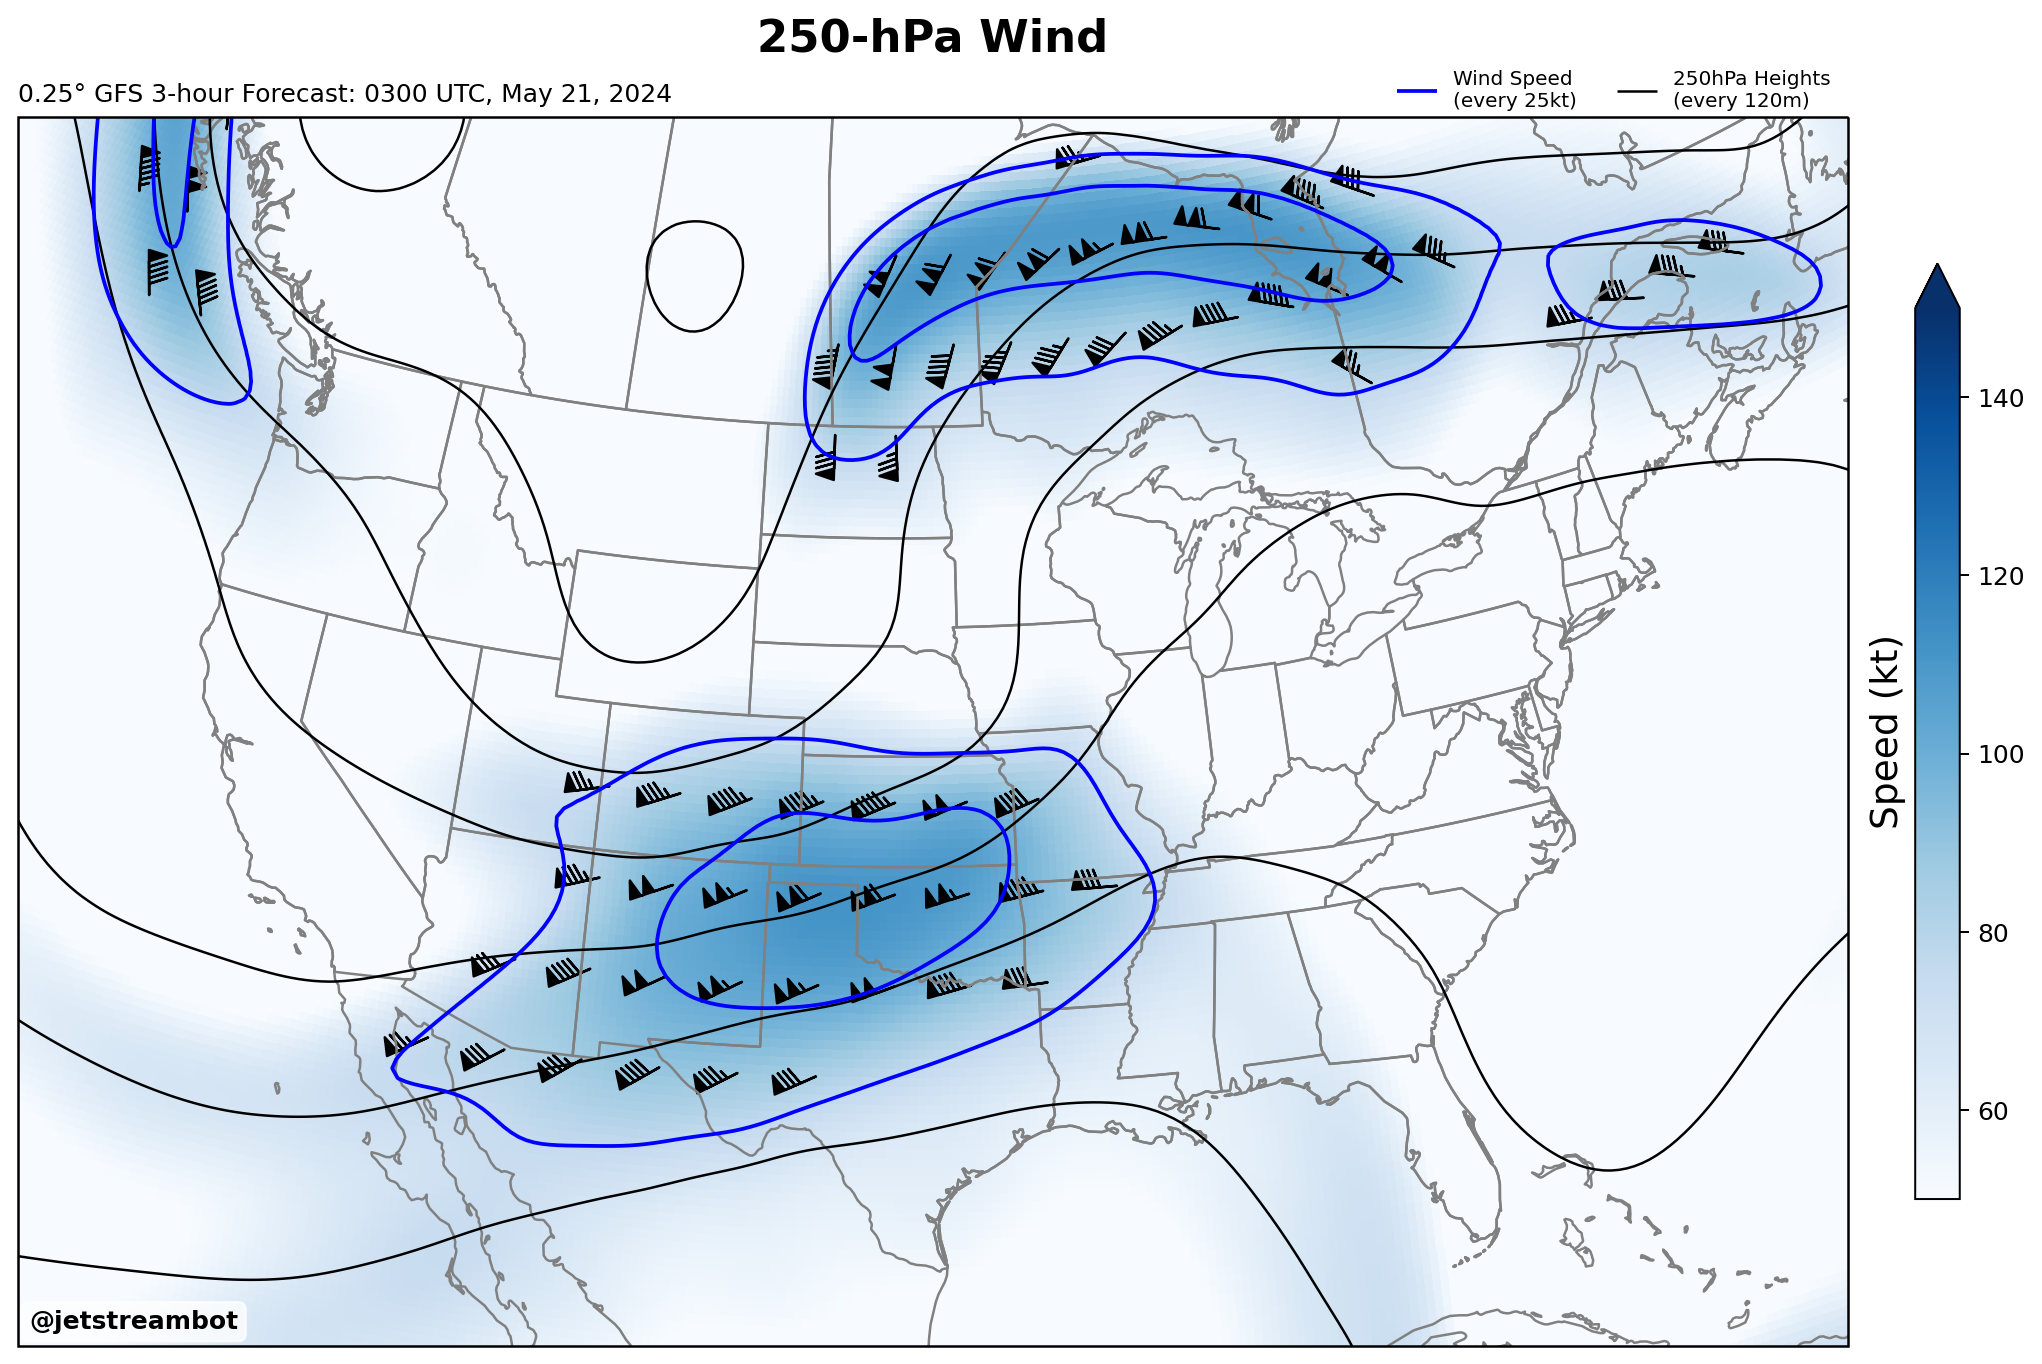 250-hPa Wind
0.25° GFS 3-hour Forecast: 0300 UTC, May 21, 2024
Wind Speed
(every 25kt)
250hPa Heights
(every 120m)
140
120
100
80
60
Speed (kt)
@jetstreambot